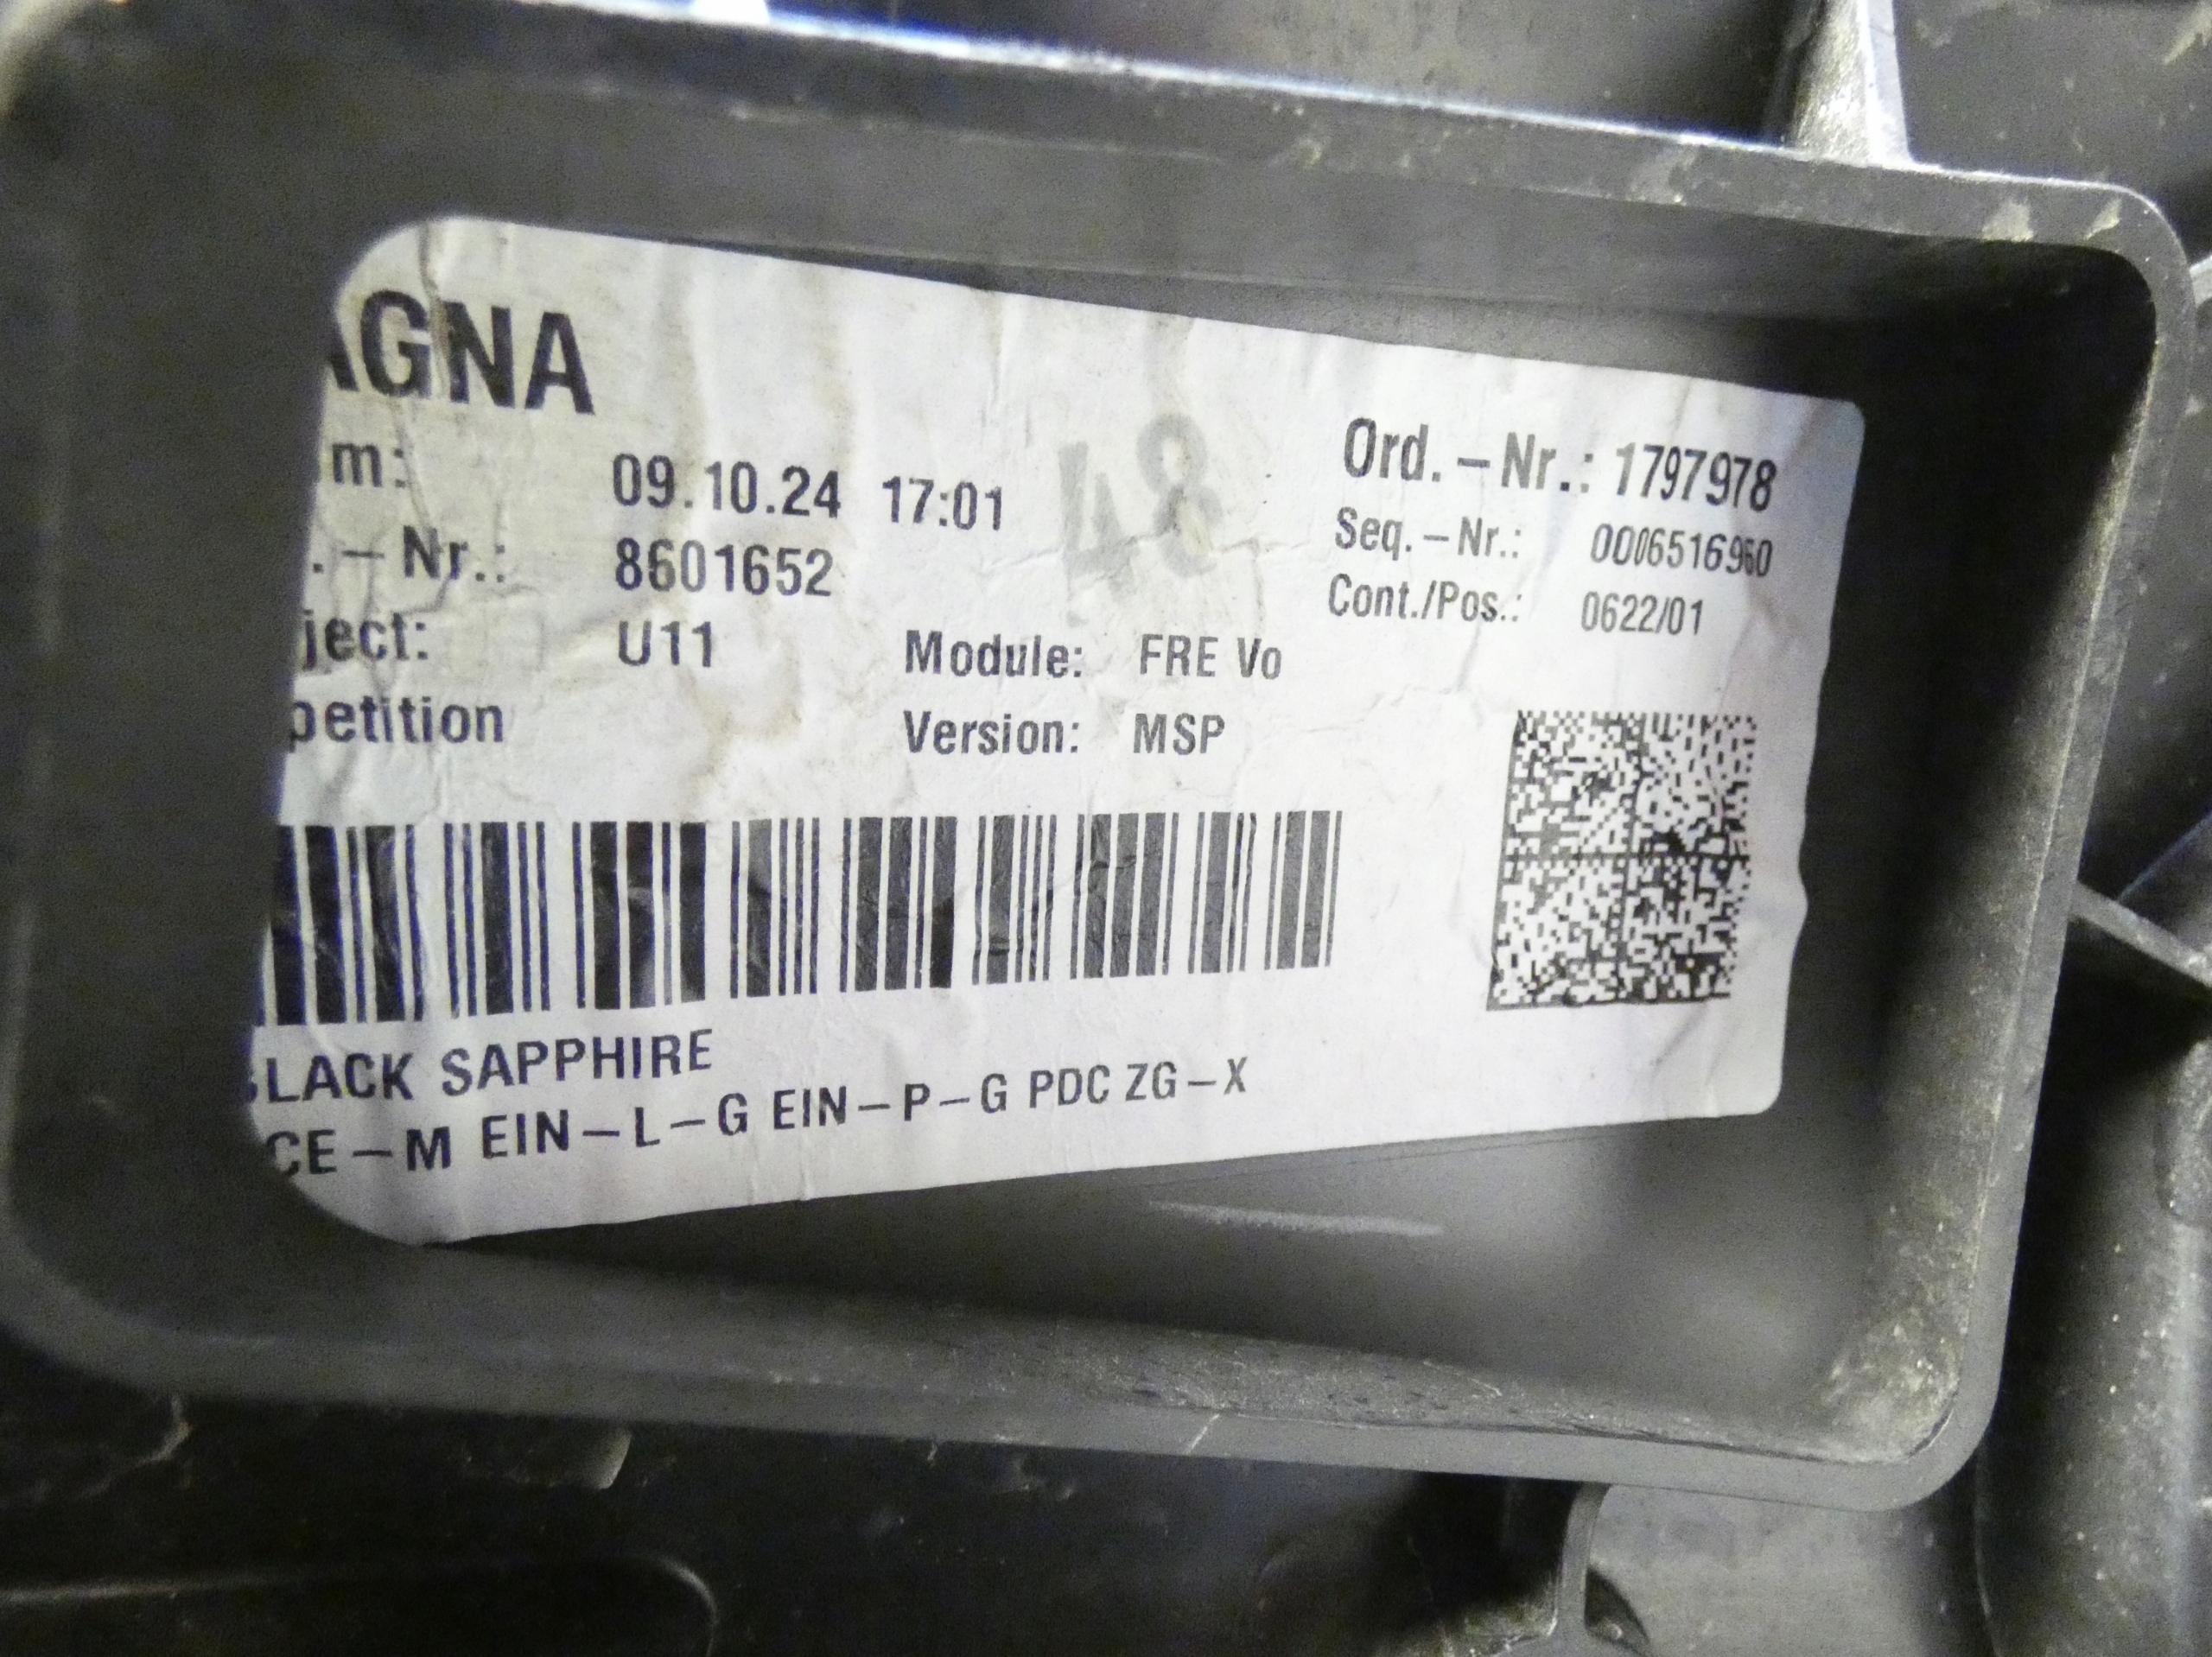 AGNA
m: 09.10.24 17:01
. – Nr.: 8601652
ject: U11
petition
48
Ord. – Nr.: 1797978
Seq. – Nr.: 0006516960
Cont./Pos.: 0622/01
Module: FRE Vo
Version: MSP
BLACK SAPPHIRE
CE – M EIN – L – G EIN – P – G PDC ZG – X